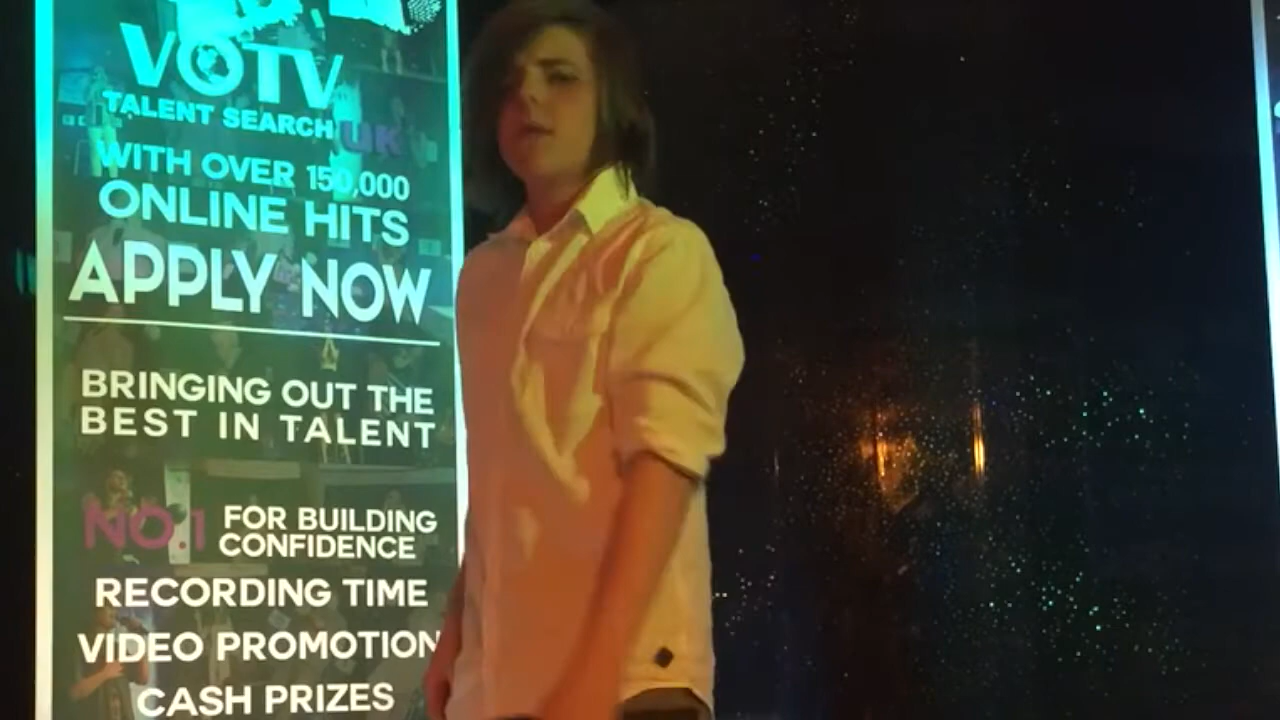 VOTV
TALENT SEARCH UK
WITH OVER 150,000
ONLINE HITS
APPLY NOW
BRINGING OUT THE
BEST IN TALENT
NO.1 FOR BUILDING
CONFIDENCE
RECORDING TIME
VIDEO PROMOTION
CASH PRIZES